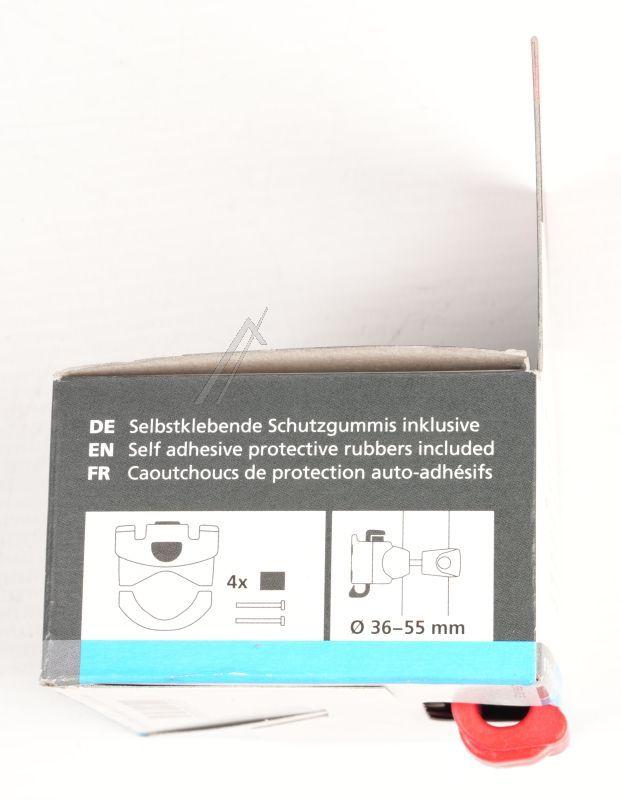 DE Selbstklebende Schutzgummis inklusive
EN Self adhesive protective rubbers included
FR Caoutchoucs de protection auto-adhésifs
4x
Ø 36–55 mm